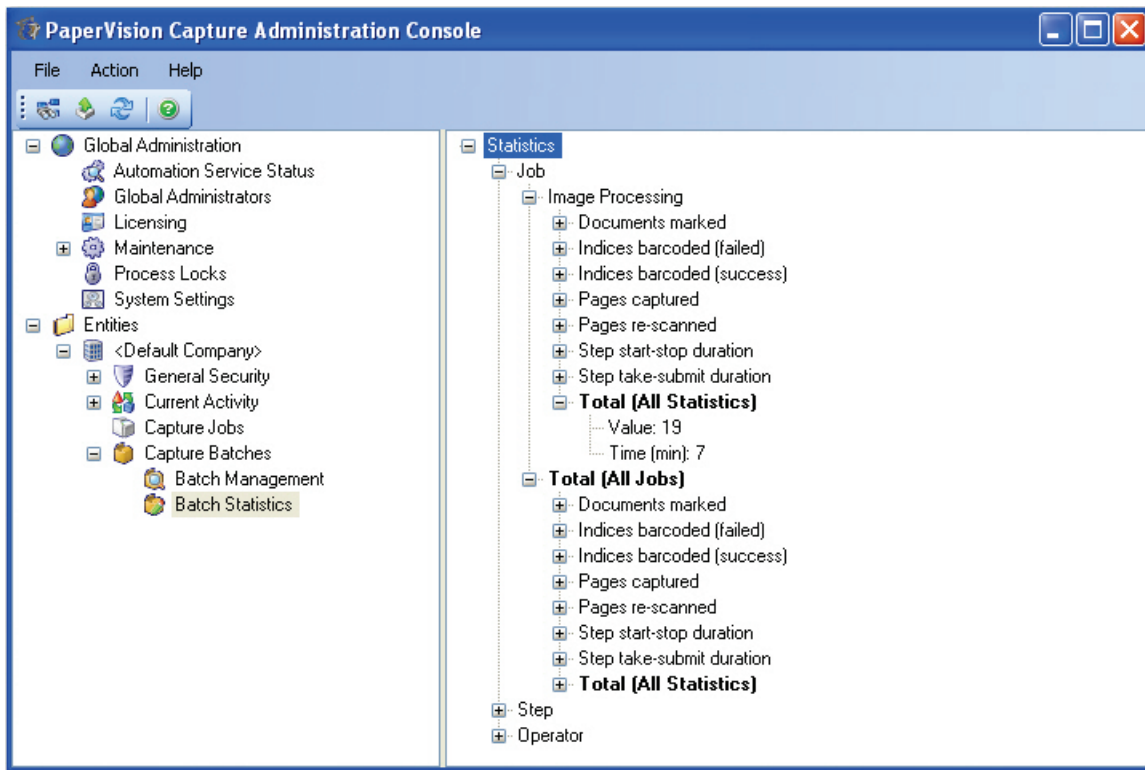 PaperVision Capture Administration Console
File Action Help
Global Administration
Automation Service Status
Global Administrators
Licensing
Maintenance
Process Locks
System Settings
Entities
<Default Company>
General Security
Current Activity
Capture Jobs
Capture Batches
Batch Management
Batch Statistics
Statistics
Job
Image Processing
Documents marked
Indices barcoded (failed)
Indices barcoded (success)
Pages captured
Pages re-scanned
Step start-stop duration
Step take-submit duration
Total (All Statistics)
Value: 19
Time (min): 7
Total (All Jobs)
Documents marked
Indices barcoded (failed)
Indices barcoded (success)
Pages captured
Pages re-scanned
Step start-stop duration
Step take-submit duration
Total (All Statistics)
Step
Operator